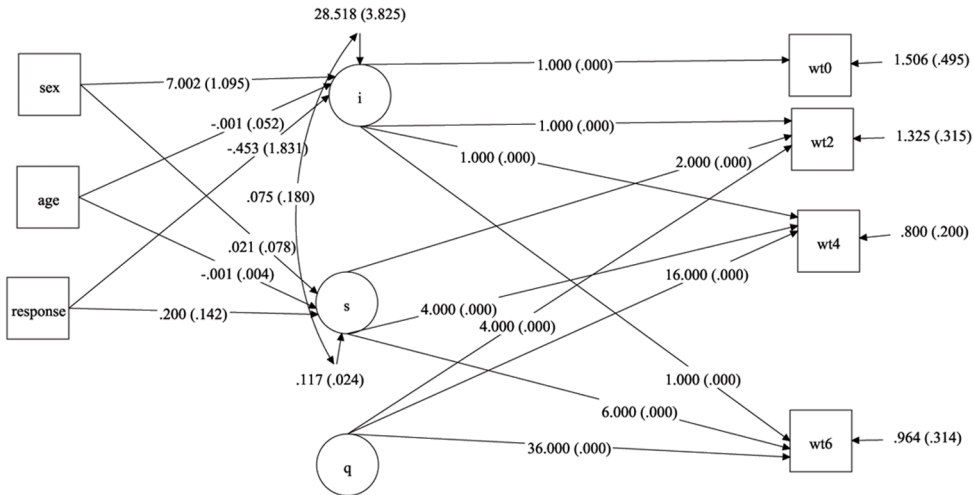 28.518 (3.825)
sex
7.002 (1.095)
i
1.000 (.000)
wt0
1.506 (.495)
-.001 (.052)
1.000 (.000)
wt2
1.325 (.315)
-.453 (1.831)
1.000 (.000)
2.000 (.000)
age
.075 (.180)
wt4
.800 (.200)
.021 (.078)
-.001 (.004)
16.000 (.000)
response
.200 (.142)
s
4.000 (.000)
4.000 (.000)
.117 (.024)
1.000 (.000)
6.000 (.000)
wt6
.964 (.314)
36.000 (.000)
q